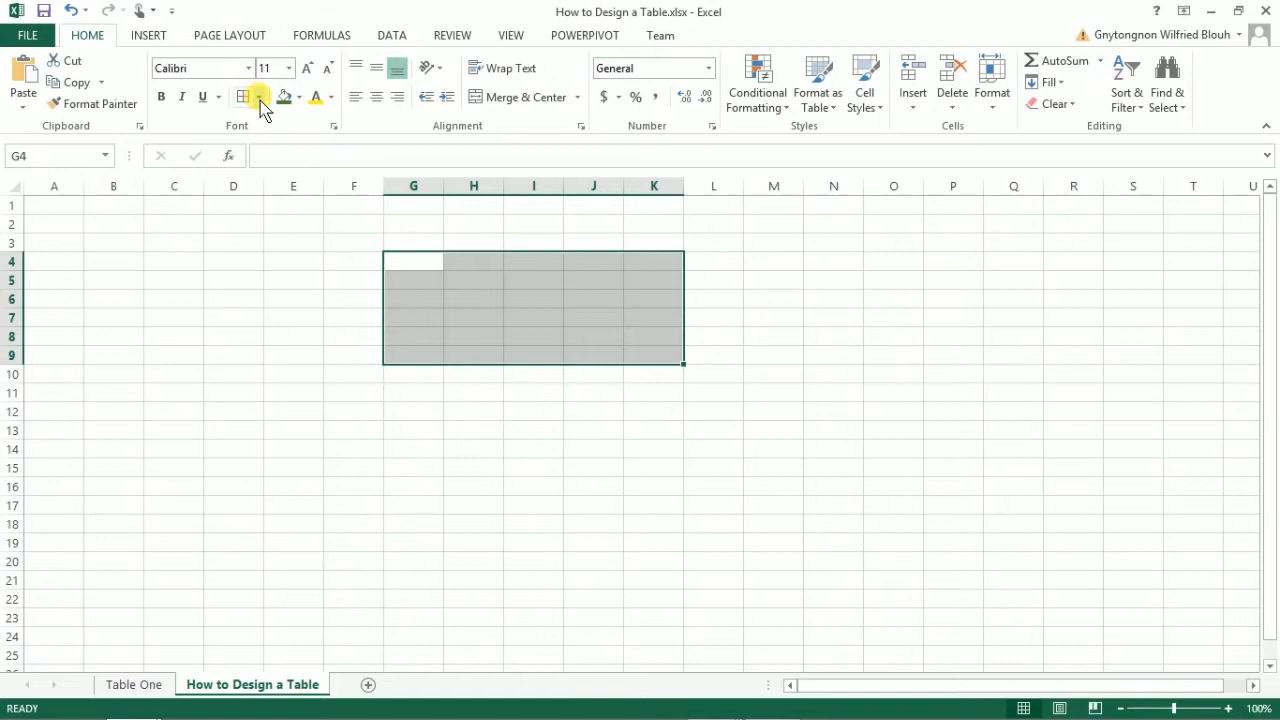 How to Design a Table.xlsx - Excel
FILE HOME INSERT PAGE LAYOUT FORMULAS DATA REVIEW VIEW POWERPIVOT Team Gnytongnon Wilfried Blouh
Paste
Cut
Copy
Format Painter
Clipboard
Calibri 11
B I U A
Font
Wrap Text
Merge & Center
Alignment
General
$ % ,
Number
Conditional Formatting
Format as Table
Cell Styles
Styles
Insert Delete Format
Cells
AutoSum
Fill
Clear
Sort & Filter
Find & Select
Editing
G4 fx
A B C D E F G H I J K L M N O P Q R S T U
1
2
3
4
5
6
7
8
9
10
11
12
13
14
15
16
17
18
19
20
21
22
23
24
25
Table One How to Design a Table
READY 100%